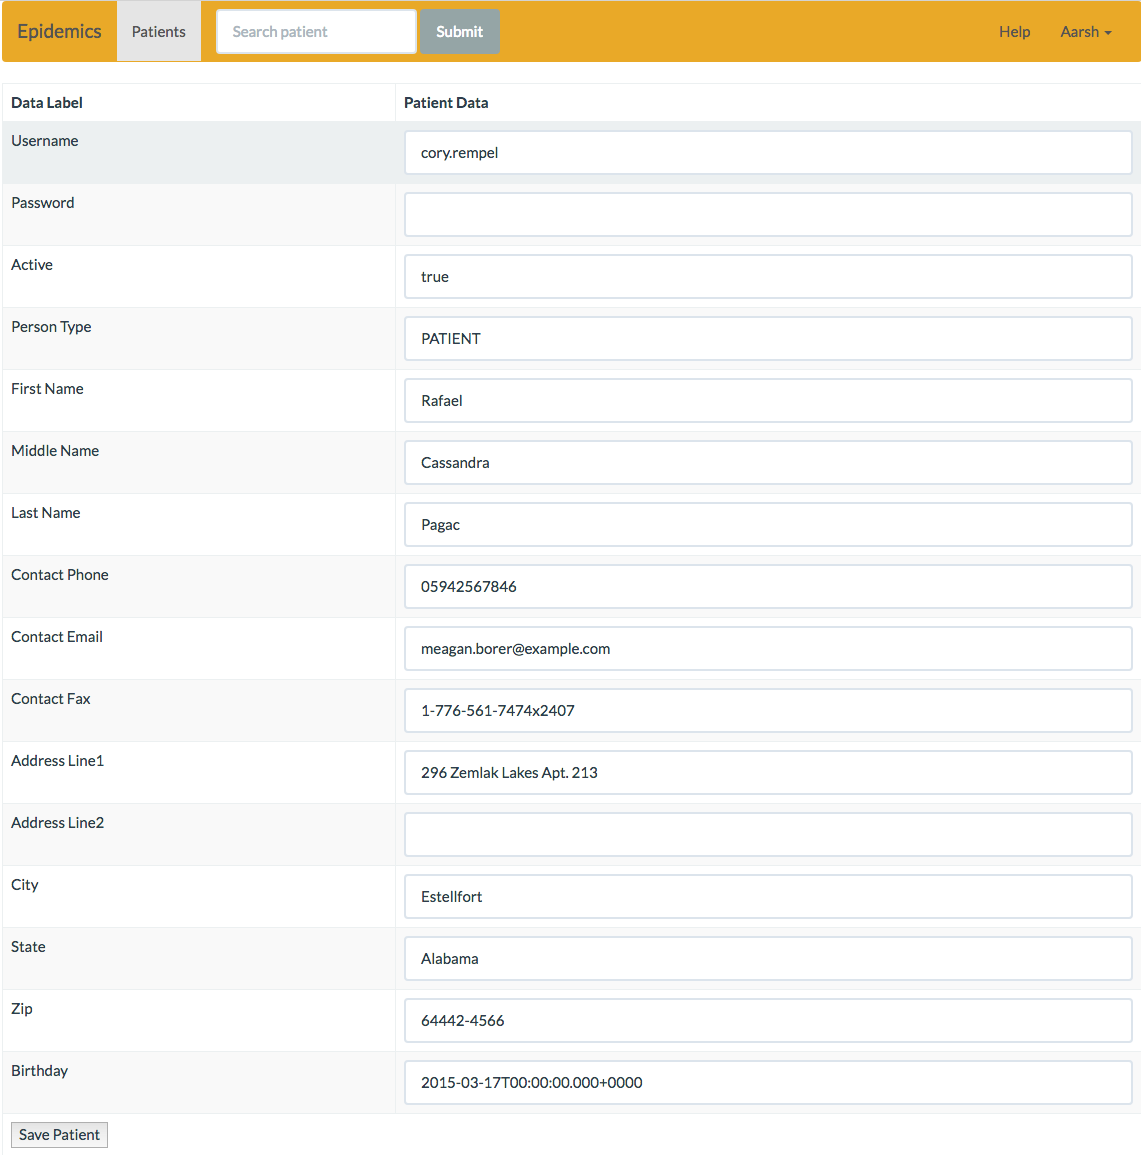 Epidemics Patients Search patient Submit Help Aarsh
Data Label Patient Data
Username cory.rempel
Password
Active true
Person Type PATIENT
First Name Rafael
Middle Name Cassandra
Last Name Pagac
Contact Phone 05942567846
Contact Email meagan.borer@example.com
Contact Fax 1-776-561-7474x2407
Address Line1 296 Zemlak Lakes Apt. 213
Address Line2
City Estellfort
State Alabama
Zip 64442-4566
Birthday 2015-03-17T00:00:00.000+0000
Save Patient